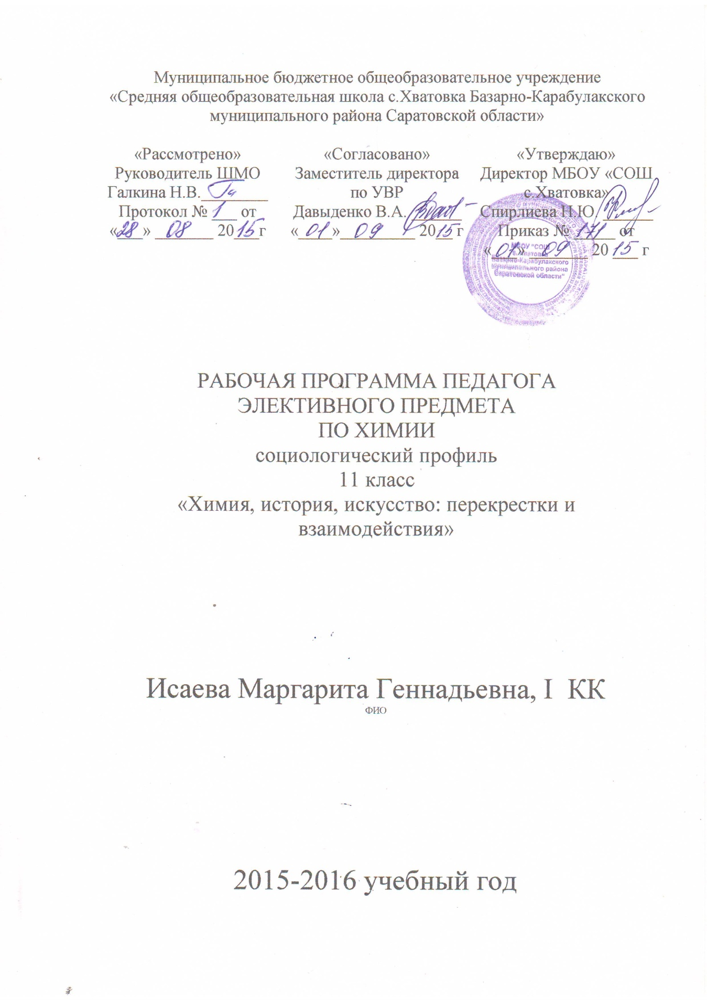 Муниципальное бюджетное общеобразовательное учреждение
«Средняя общеобразовательная школа с.Хватовка Базарно-Карабулакского
муниципального района Саратовской области»
«Рассмотрено»
Руководитель ШМО
Галкина Н.В.
Протокол № 1 от
«28» 08 2015 г
«Согласовано»
Заместитель директора
по УВР
Давыденко В.А.
«01» 09 2015 г
«Утверждаю»
Директор МБОУ «СОШ
с.Хватовка»
Спирлиева Н.Ю.
Приказ № 171 от
«01» 09 2015 г
МБОУ "СОШ
с.Хватовка
Базарно-Карабулакского
муниципального района
Саратовской области"
РАБОЧАЯ ПРОГРАММА ПЕДАГОГА
ЭЛЕКТИВНОГО ПРЕДМЕТА
ПО ХИМИИ
социологический профиль
11 класс
«Химия, история, искусство: перекрестки и
взаимодействия»
Исаева Маргарита Геннадьевна, I КК
ФИО
2015-2016 учебный год